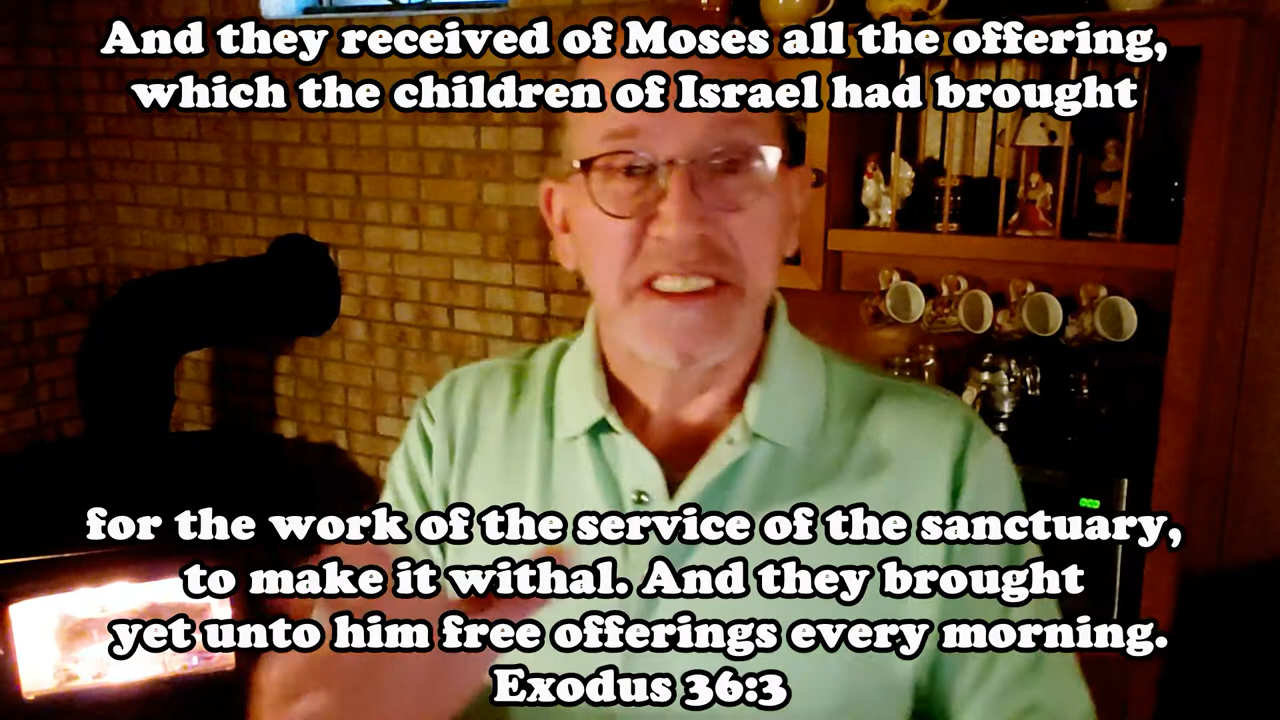 And they received of Moses all the offering,
which the children of Israel had brought
for the work of the service of the sanctuary,
to make it withal. And they brought
yet unto him free offerings every morning.
Exodus 36:3